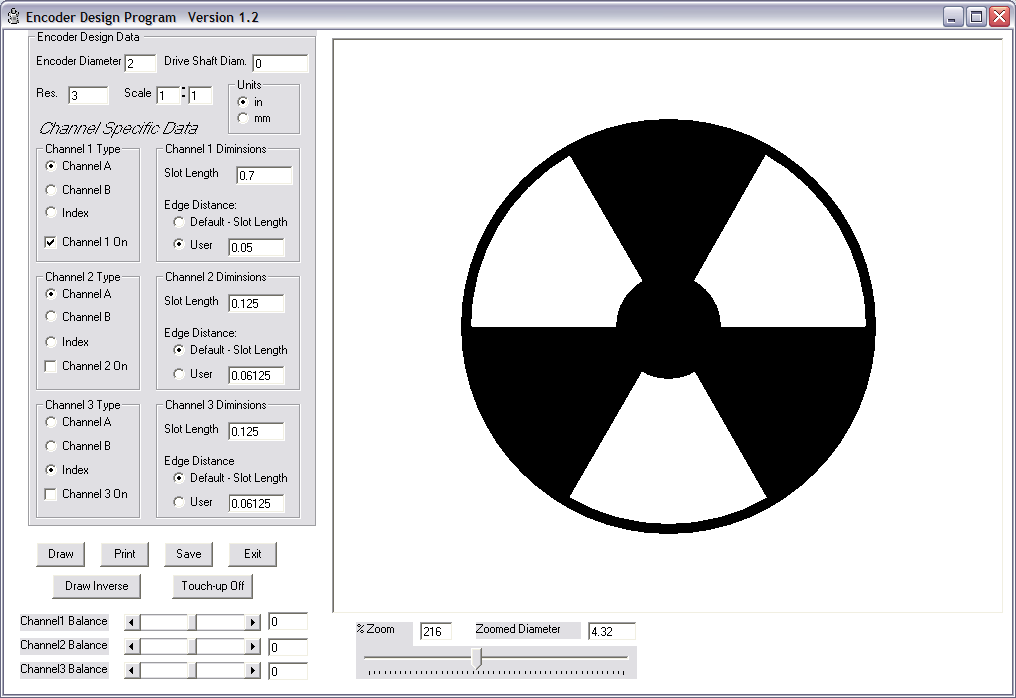 Encoder Design Program   Version 1.2
Encoder Design Data
Encoder Diameter 2 Drive Shaft Diam. 0
Res. 3 Scale 1 : 1
Units
in
mm
Channel Specific Data
Channel 1 Type
Channel A
Channel B
Index
Channel 1 On
Channel 1 Diminsions
Slot Length 0.7
Edge Distance:
Default - Slot Length
User 0.05
Channel 2 Type
Channel A
Channel B
Index
Channel 2 On
Channel 2 Diminsions
Slot Length 0.125
Edge Distance:
Default - Slot Length
User 0.06125
Channel 3 Type
Channel A
Channel B
Index
Channel 3 On
Channel 3 Diminsions
Slot Length 0.125
Edge Distance
Default - Slot Length
User 0.06125
Draw Print Save Exit
Draw Inverse Touch-up Off
Channel1 Balance 0
Channel2 Balance 0
Channel3 Balance 0
% Zoom 216 Zoomed Diameter 4.32